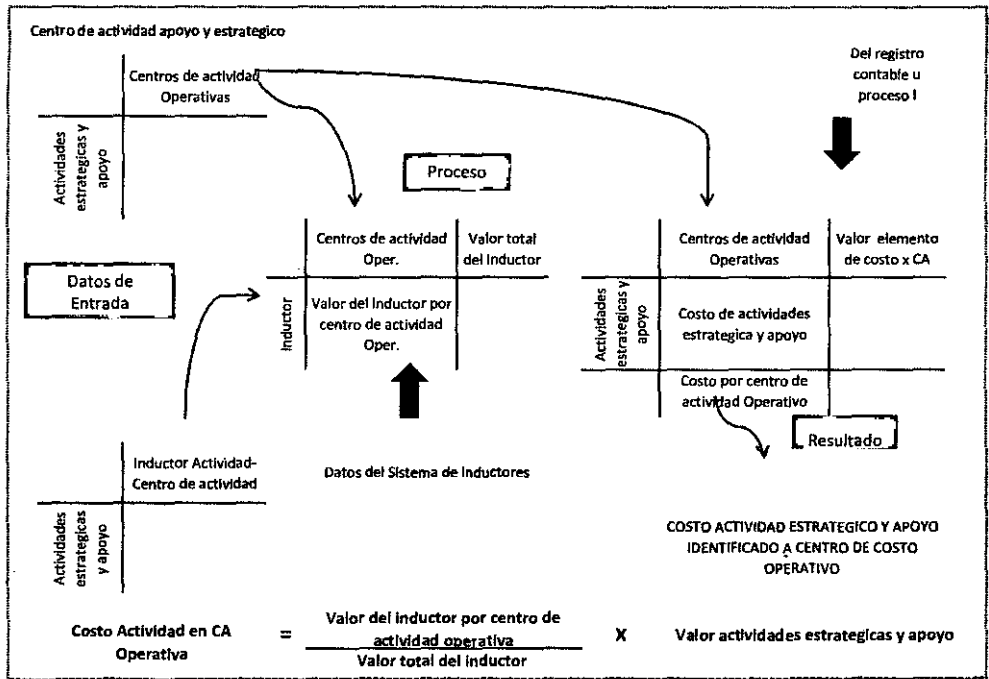 Centro de actividad apoyo y estrategico
Centros de actividad
Operativas
Actividades
estrategicas y
apoyo
Del registro
contable u
proceso I
Proceso
Datos de
Entrada
Centros de actividad
Oper.
Valor total
del Inductor
Inductor
Valor del Inductor por
centro de actividad
Oper.
Centros de actividad
Operativas
Valor elemento
de costo x CA
Actividades
estrategicas y
apoyo
Costo de actividades
estrategica y apoyo
Costo por centro de
actividad Operativo
Resultado
Inductor Actividad-
Centro de actividad
Actividades
estrategicas
y apoyo
Datos del Sistema de Inductores
COSTO ACTIVIDAD ESTRATEGICO Y APOYO
IDENTIFICADO A CENTRO DE COSTO
OPERATIVO
Costo Actividad en CA
Operativa
=
Valor del inductor por centro de
actividad operativa
Valor total del inductor
X
Valor actividades estrategicas y apoyo